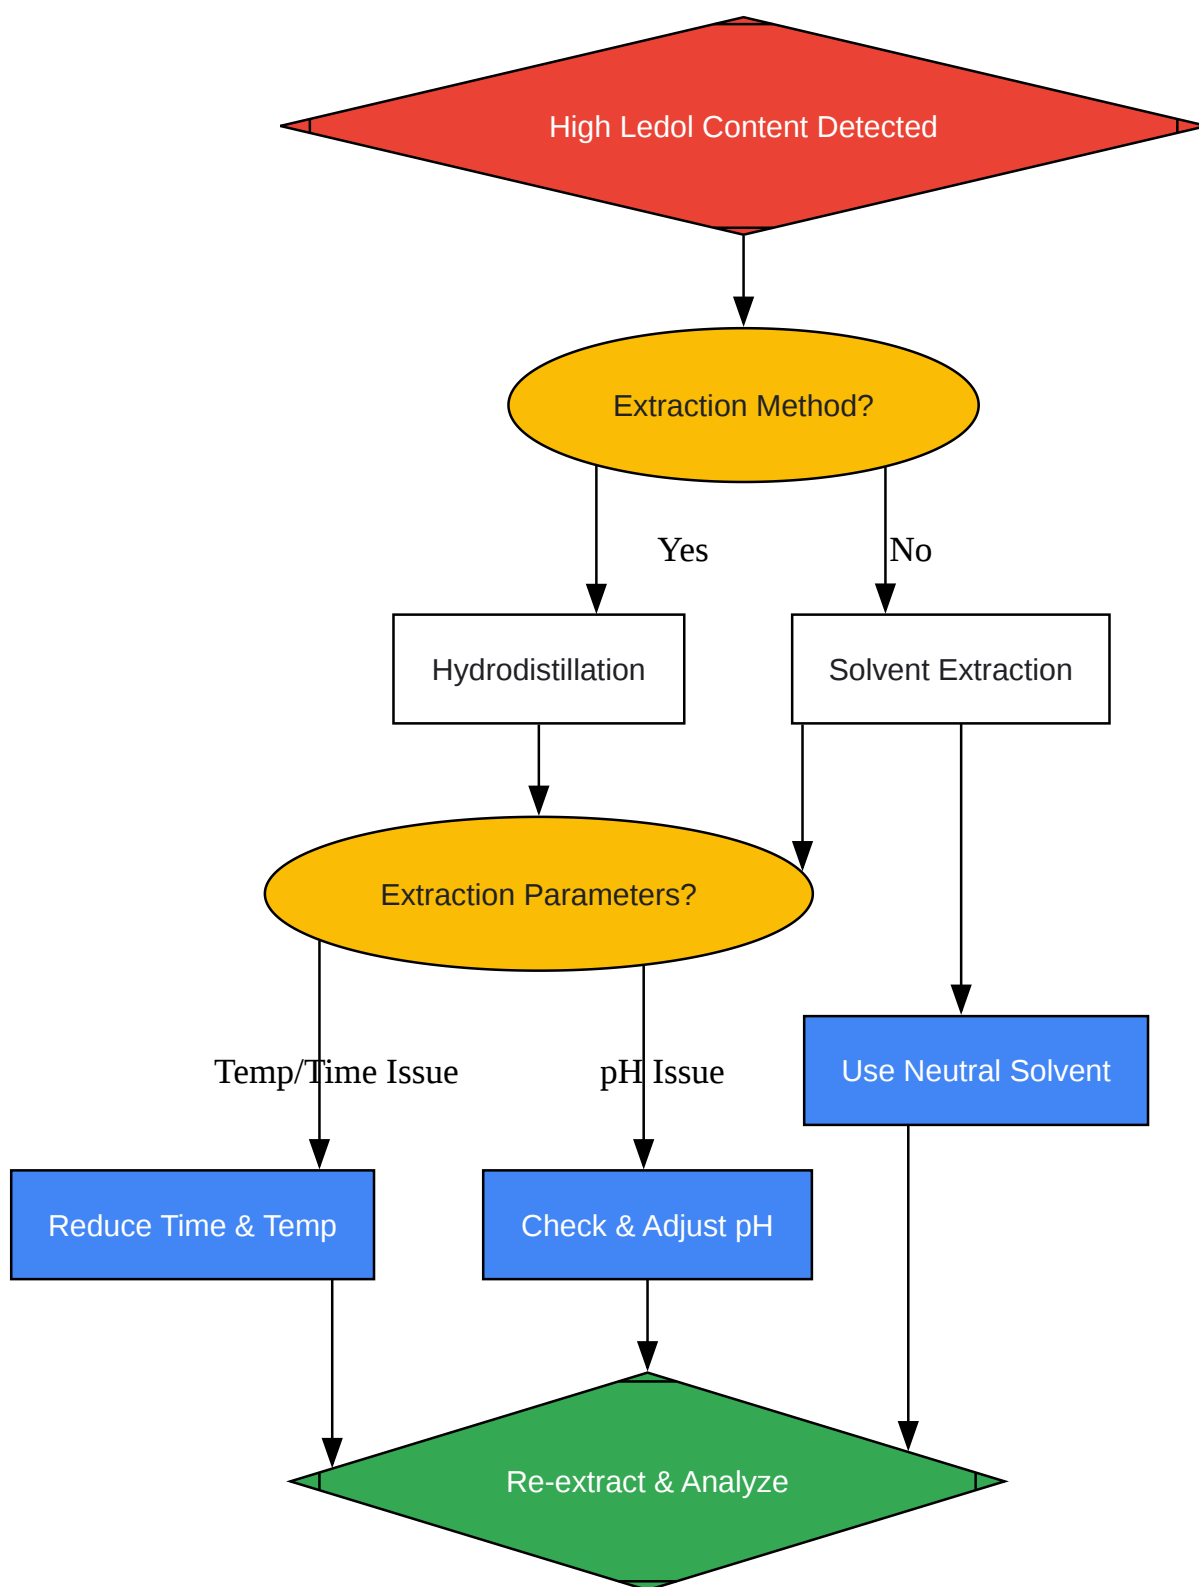 High Ledol Content Detected
Extraction Method?
Yes
No
Hydrodistillation
Solvent Extraction
Extraction Parameters?
Temp/Time Issue
pH Issue
Use Neutral Solvent
Reduce Time & Temp
Check & Adjust pH
Re-extract & Analyze